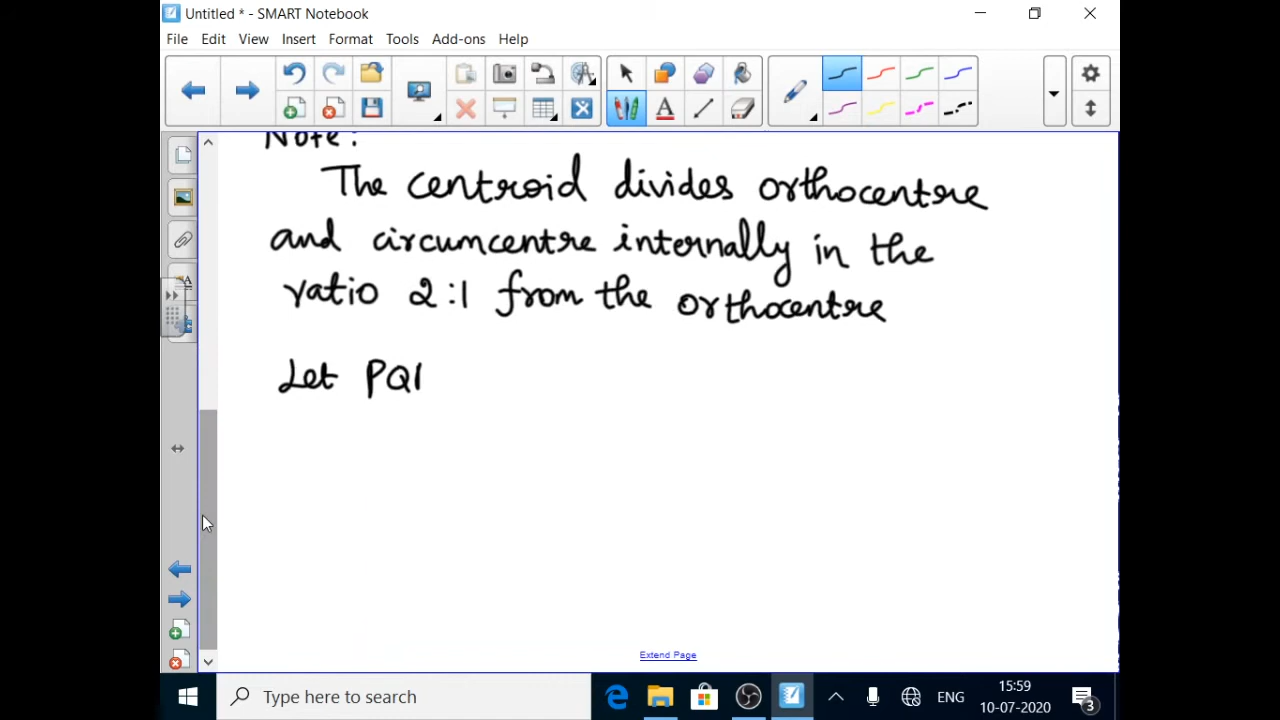 Untitled * - SMART Notebook
File Edit View Insert Format Tools Add-ons Help
Note:
The centroid divides orthocentre
and circumcentre internally in the
ratio 2:1 from the orthocentre
Let PQ
Extend Page
Type here to search
ENG
15:59
10-07-2020
3